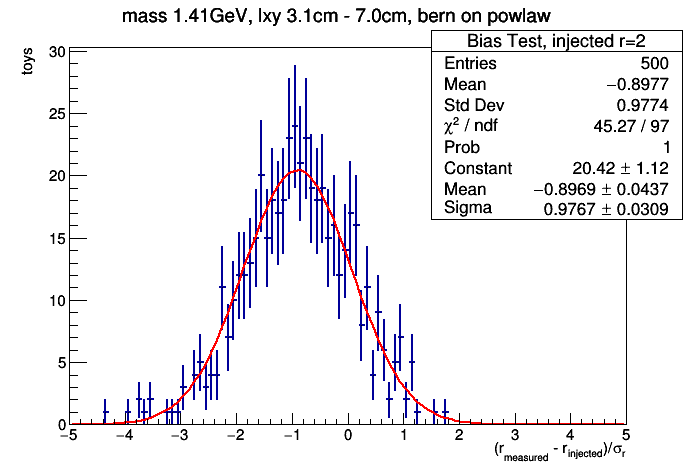 mass 1.41GeV, lxy 3.1cm - 7.0cm, bern on powlaw
Bias Test, injected r=2
Entries 500
Mean −0.8977
Std Dev 0.9774
χ² / ndf 45.27 / 97
Prob 1
Constant 20.42 ± 1.12
Mean −0.8969 ± 0.0437
Sigma 0.9767 ± 0.0309
toys
30
25
20
15
10
5
0
−5 −4 −3 −2 −1 0 1 2 3 4 5
(r_measured - r_injected)/σ_r